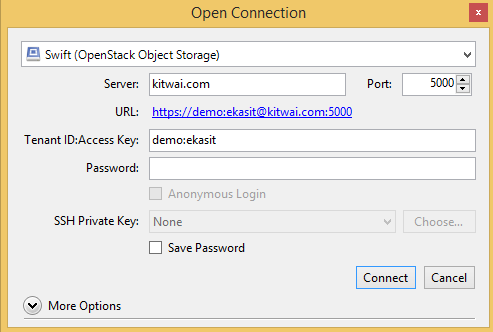 Open Connection
x
Swift (OpenStack Object Storage)
Server: kitwai.com Port: 5000
URL: https://demo:ekasit@kitwai.com:5000
Tenant ID:Access Key: demo:ekasit
Password:
Anonymous Login
SSH Private Key: None Choose...
Save Password
Connect Cancel
More Options